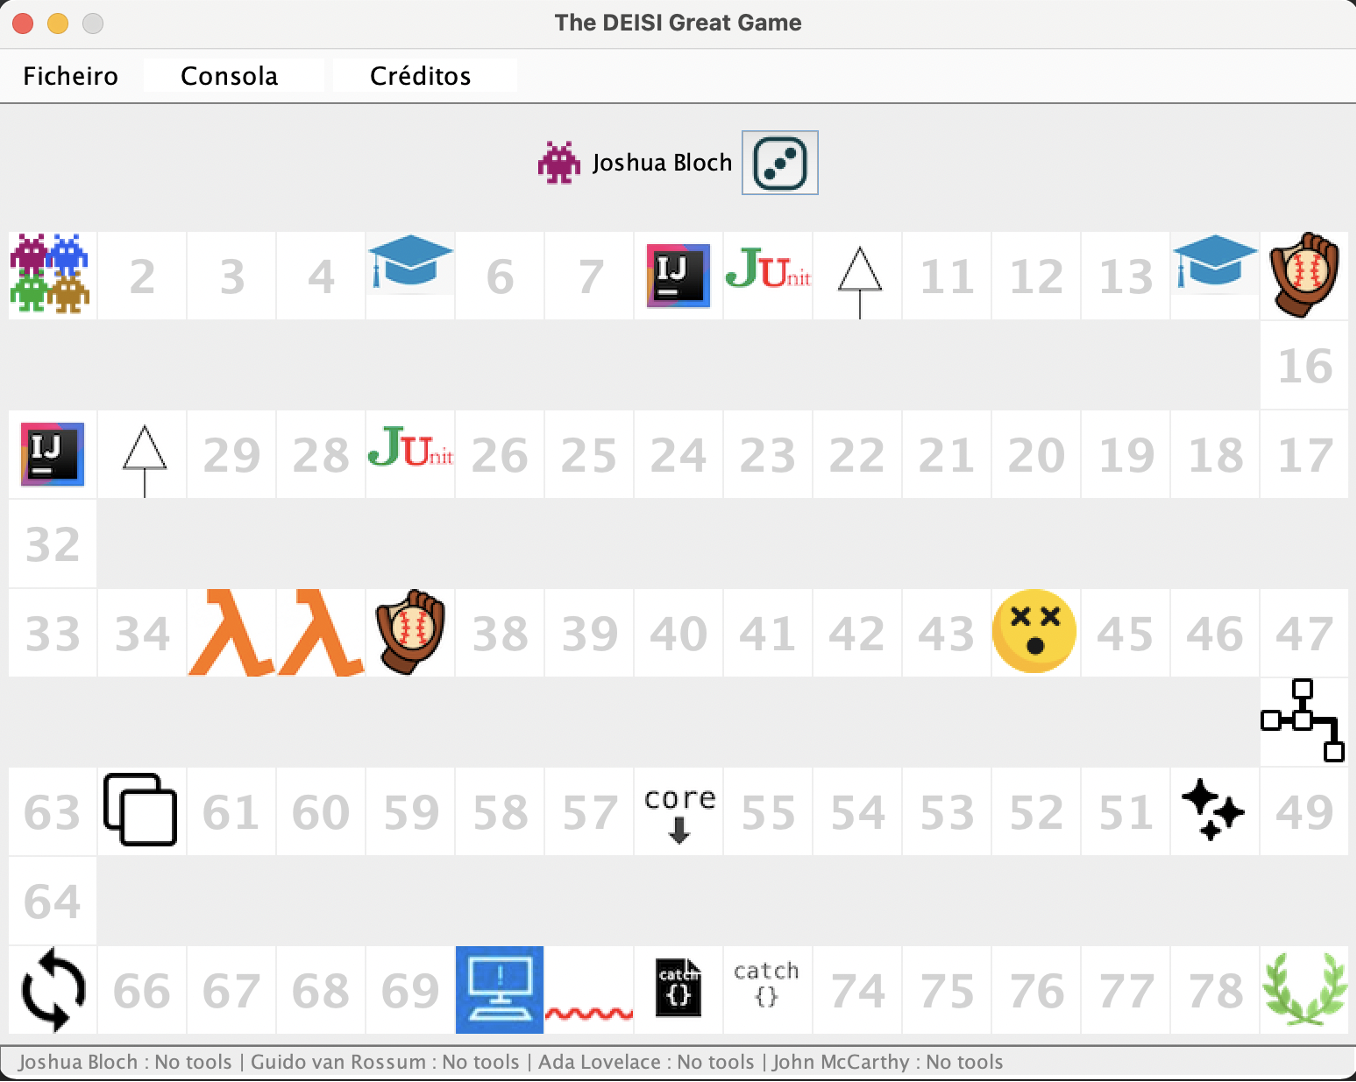 The DEISI Great Game
Ficheiro Consola Créditos
Joshua Bloch
2 3 4 6 7 IJ JUnit 11 12 13
16
IJ 29 28 JUnit 26 25 24 23 22 21 20 19 18 17
32
33 34 λ λ 38 39 40 41 42 43 45 46 47
63 61 60 59 58 57 core 55 54 53 52 51 49
64
66 67 68 69 catch {} catch {} 74 75 76 77 78
Joshua Bloch : No tools | Guido van Rossum : No tools | Ada Lovelace : No tools | John McCarthy : No tools